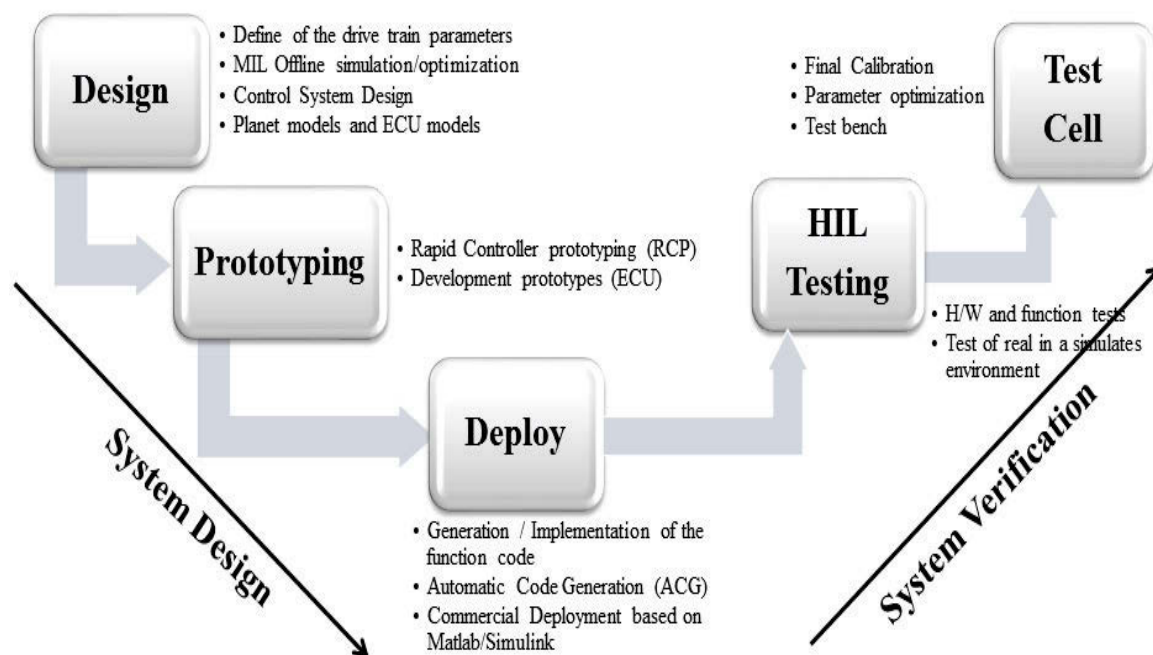 Design
• Define of the drive train parameters
• MIL Offline simulation/optimization
• Control System Design
• Planet models and ECU models
Prototyping
• Rapid Controller prototyping (RCP)
• Development prototypes (ECU)
Deploy
• Generation / Implementation of the
function code
• Automatic Code Generation (ACG)
• Commercial Deployment based on
Matlab/Simulink
HIL
Testing
• H/W and function tests
• Test of real in a simulates
environment
Test
Cell
• Final Calibration
• Parameter optimization
• Test bench
System Design
System Verification